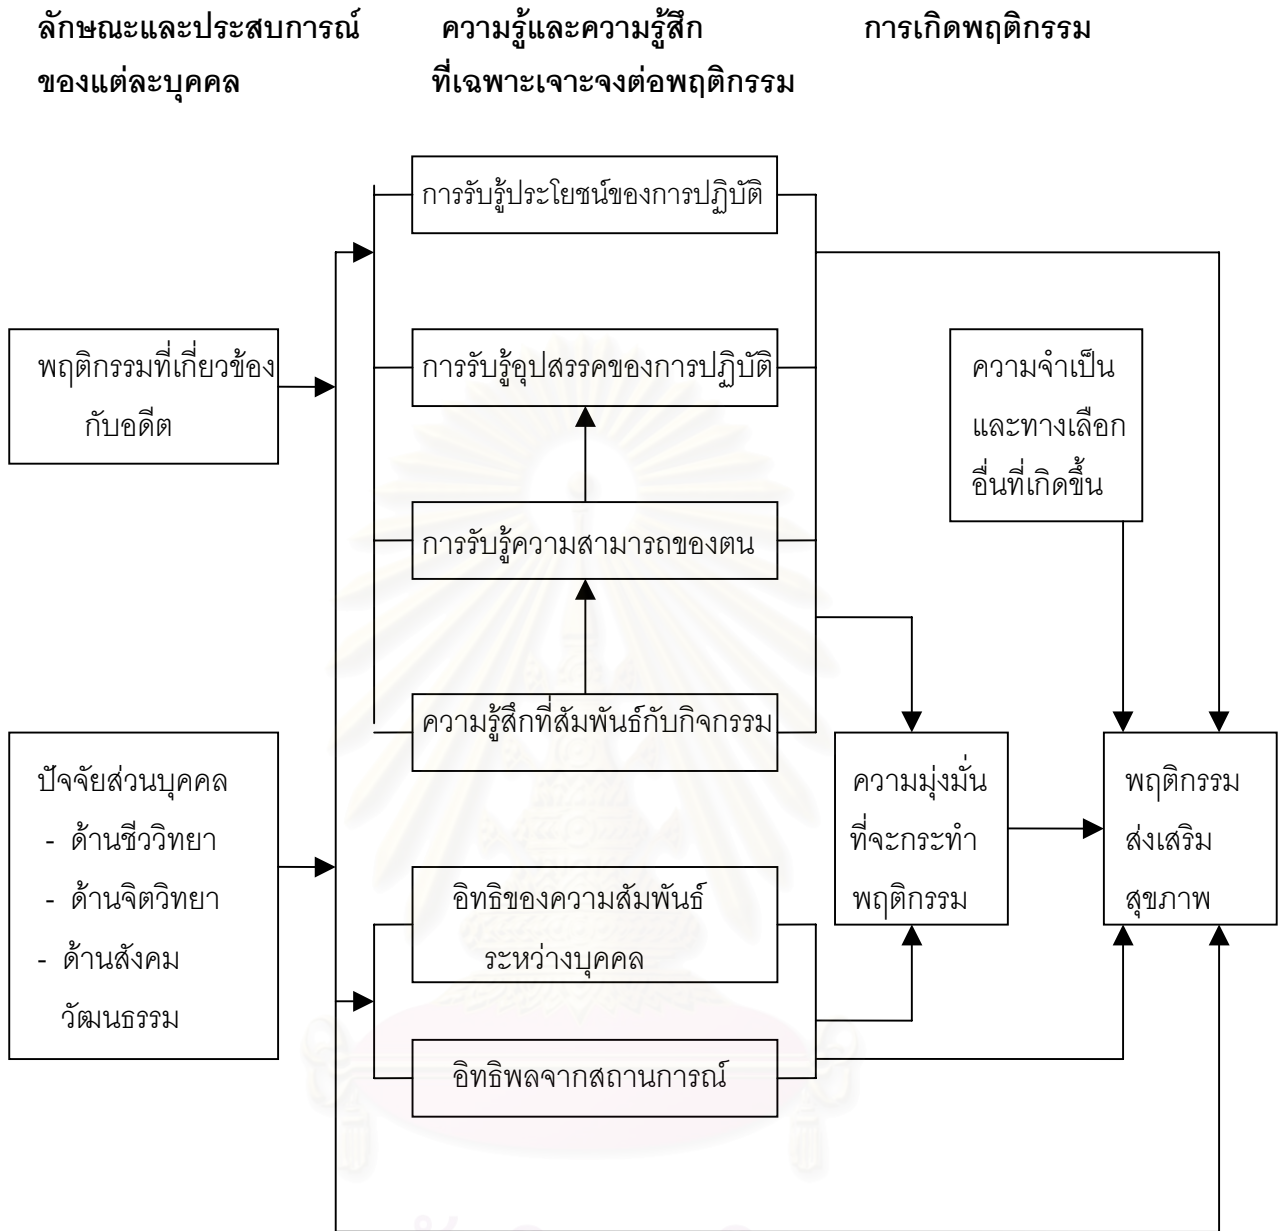 ลักษณะและประสบการณ์
ของแต่ละบุคคล
ความรู้และความรู้สึก
ที่เฉพาะเจาะจงต่อพฤติกรรม
การเกิดพฤติกรรม
การรับรู้ประโยชน์ของการปฏิบัติ
พฤติกรรมที่เกี่ยวข้อง
กับอดีต
การรับรู้อุปสรรคของการปฏิบัติ
ความจำเป็น
และทางเลือก
อื่นที่เกิดขึ้น
การรับรู้ความสามารถของตน
ความรู้สึกที่สัมพันธ์กับกิจกรรม
ปัจจัยส่วนบุคคล
- ด้านชีววิทยา
- ด้านจิตวิทยา
- ด้านสังคม
วัฒนธรรม
ความมุ่งมั่น
ที่จะกระทำ
พฤติกรรม
พฤติกรรม
ส่งเสริม
สุขภาพ
อิทธิของความสัมพันธ์
ระหว่างบุคคล
อิทธิพลจากสถานการณ์